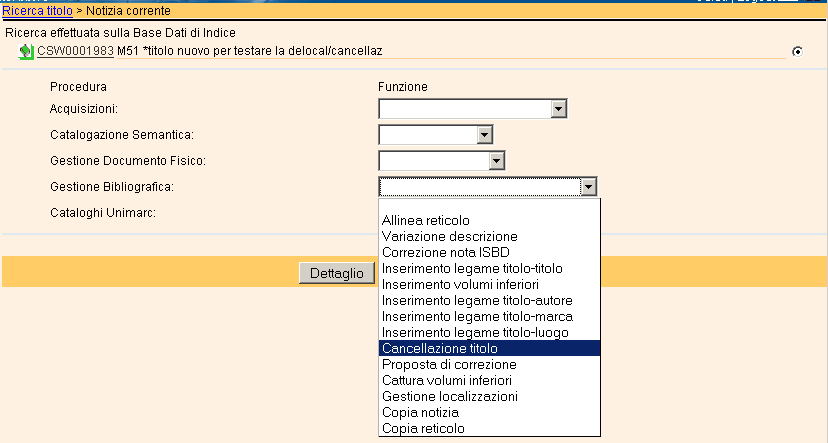 Ricerca titolo > Notizia corrente
Ricerca effettuata su Base Dati di Indice
CSW0001983 M51 *titolo nuovo per testare la delocal/cancellaz
Procedura Funzione
Acquisizioni:
Catalogazione Semantica:
Gestione Documento Fisico:
Gestione Bibliografica:
Cataloghi Unimarc:
Allinea reticolo
Variazione descrizione
Correzione nota ISBD
Inserimento legame titolo-titolo
Inserimento volumi inferiori
Inserimento legame titolo-autore
Inserimento legame titolo-marca
Inserimento legame titolo-luogo
Dettaglio
Cancellazione titolo
Proposta di correzione
Cattura volumi inferiori
Gestione localizzazioni
Copia notizia
Copia reticolo